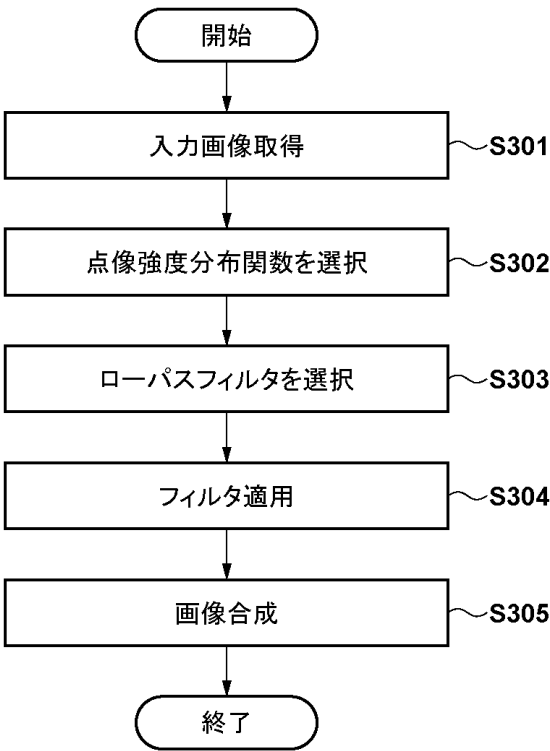 開始
入力画像取得 S301
点像強度分布関数を選択 S302
ローパスフィルタを選択 S303
フィルタ適用 S304
画像合成 S305
終了